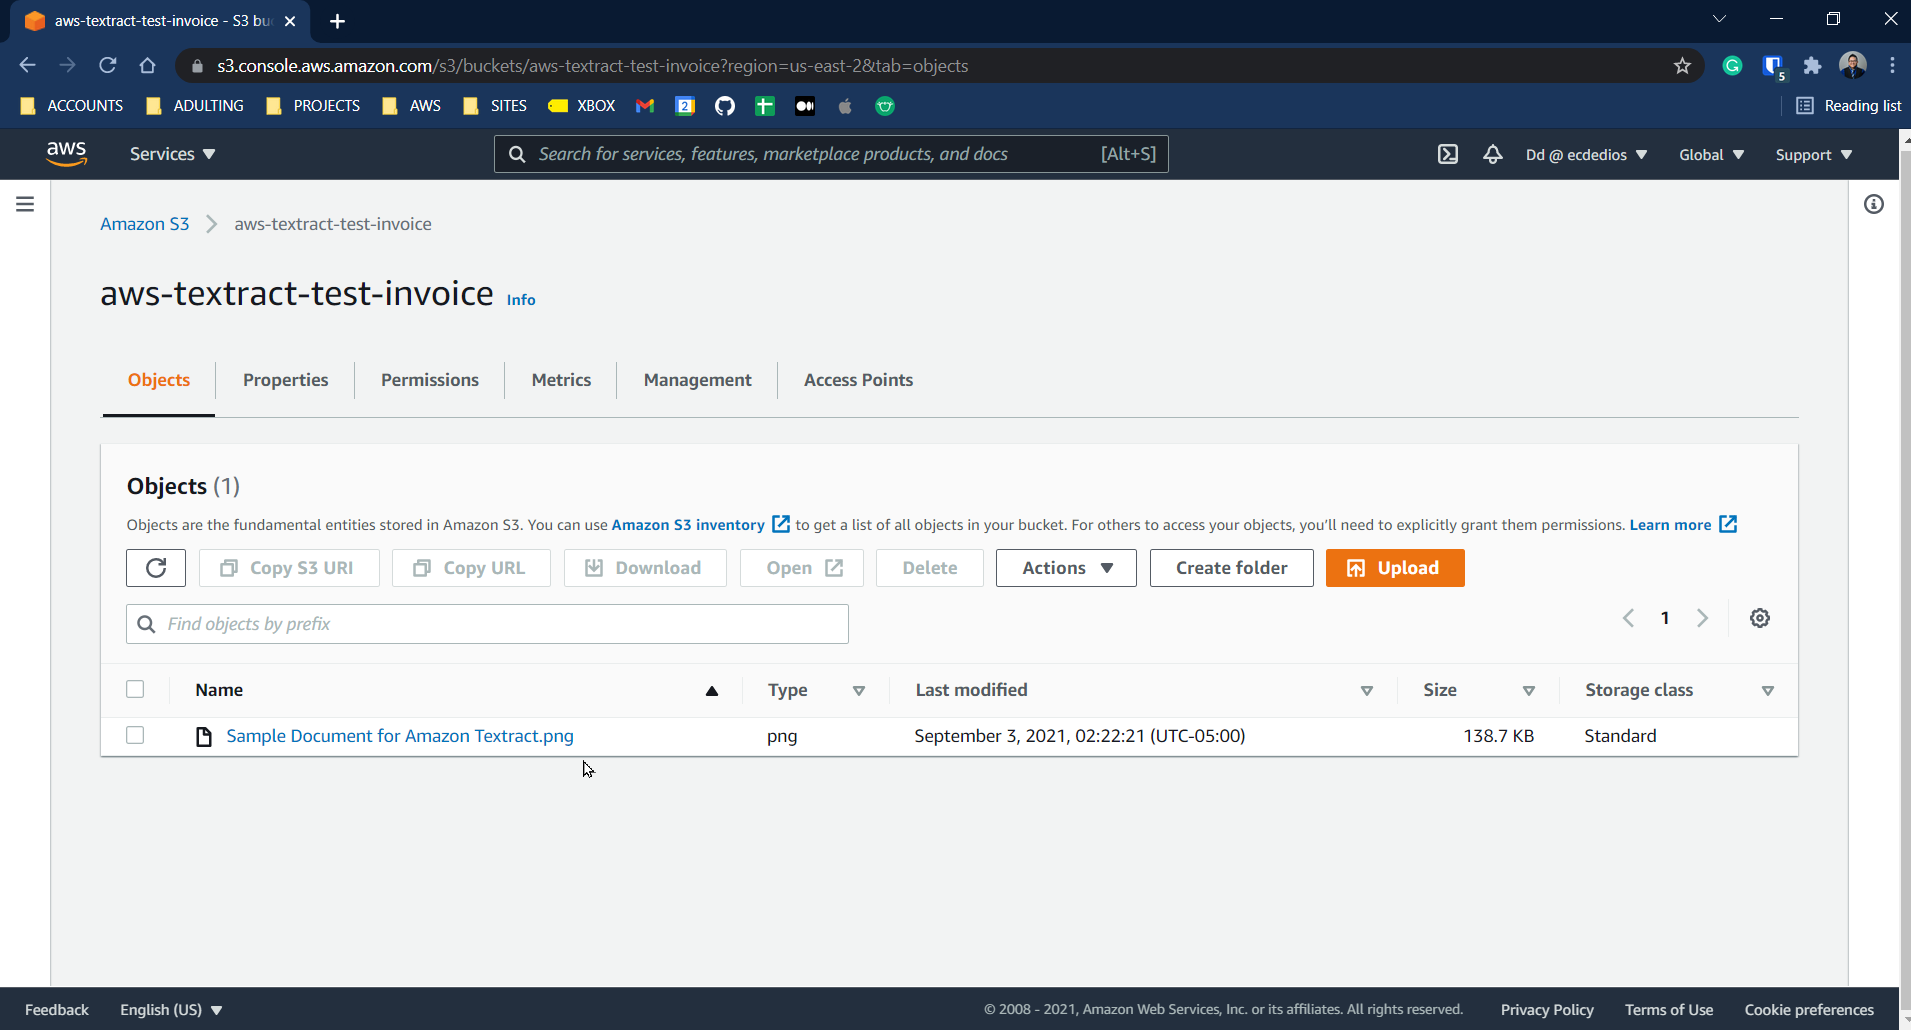 aws-textract-test-invoice - S3 bu
s3.console.aws.amazon.com/s3/buckets/aws-textract-test-invoice?region=us-east-2&tab=objects
5
ACCOUNTS ADULTING PROJECTS AWS SITES XBOX 2 Reading list
aws Services Search for services, features, marketplace products, and docs [Alt+S] Dd @ ecdedios Global Support
Amazon S3 aws-textract-test-invoice
aws-textract-test-invoice Info
Objects Properties Permissions Metrics Management Access Points
Objects (1)
Objects are the fundamental entities stored in Amazon S3. You can use Amazon S3 inventory to get a list of all objects in your bucket. For others to access your objects, you'll need to explicitly grant them permissions. Learn more
Copy S3 URI Copy URL Download Open Delete Actions Create folder Upload
Find objects by prefix 1
Name Type Last modified Size Storage class
Sample Document for Amazon Textract.png png September 3, 2021, 02:22:21 (UTC-05:00) 138.7 KB Standard
Feedback English (US) © 2008 - 2021, Amazon Web Services, Inc. or its affiliates. All rights reserved. Privacy Policy Terms of Use Cookie preferences